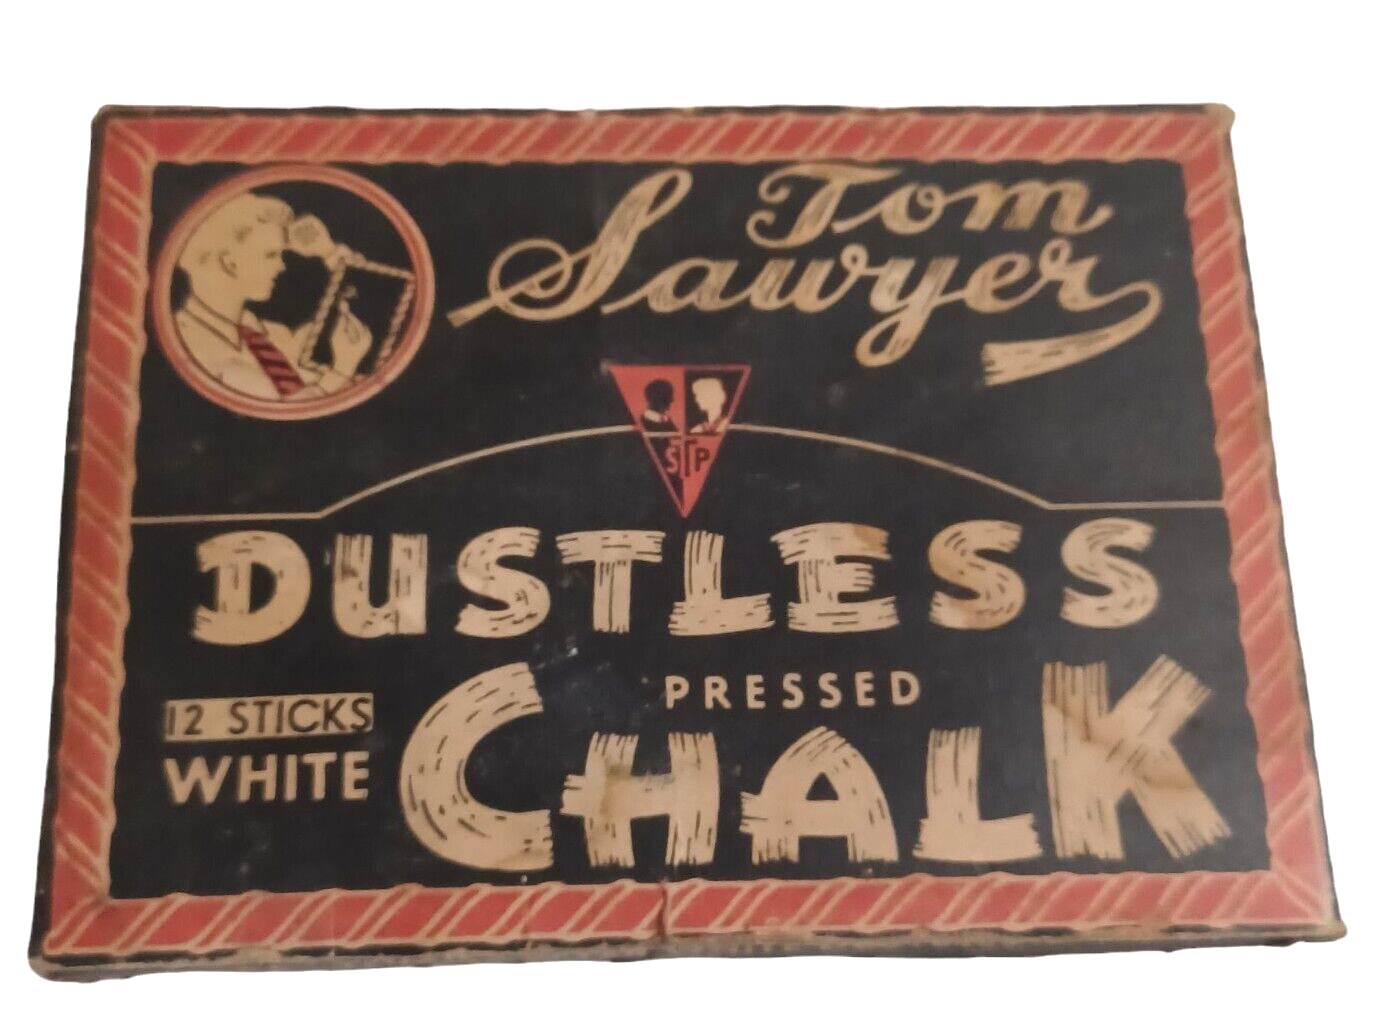 Tom
Sawyer
STP
DUSTLESS
PRESSED
12 STICKS
WHITE
CHALK